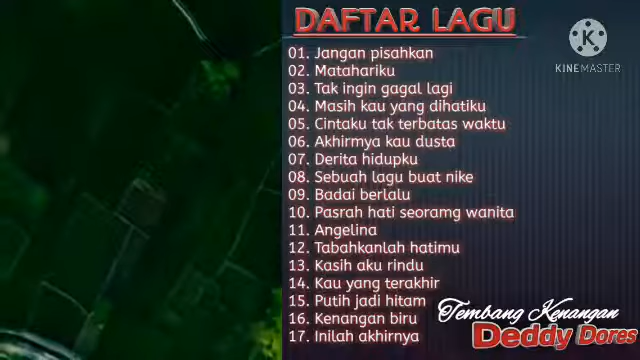 DAFTAR LAGU
KINEMASTER
01. Jangan pisahkan
02. Matahariku
03. Tak ingin gagal lagi
04. Masih kau yang dihatiku
05. Cintaku tak terbatas waktu
06. Akhirmya kau dusta
07. Derita hidupku
08. Sebuah lagu buat nike
09. Badai berlalu
10. Pasrah hati seoramg wanita
11. Angelina
12. Tabahkanlah hatimu
13. Kasih aku rindu
14. Kau yang terakhir
15. Putih jadi hitam
16. Kenangan biru
17. Inilah akhirnya
Tembang Kenangan
Deddy Dores